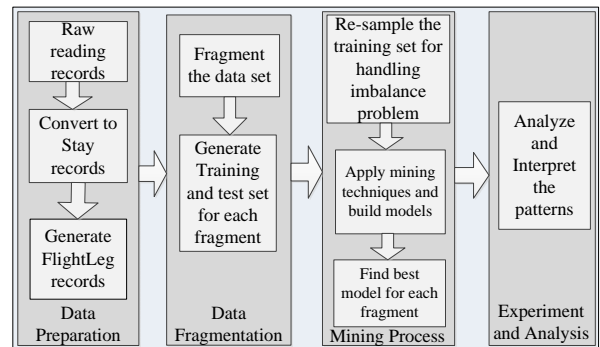 Raw
reading
records
Convert to
Stay
records
Generate
FlightLeg
records
Data
Preparation
Fragment
the data set
Generate
Training
and test set
for each
fragment
Data
Fragmentation
Re-sample the
training set for
handling
imbalance
problem
Apply mining
techniques and
build models
Find best
model for each
fragment
Mining Process
Analyze
and
Interpret
the
patterns
Experiment
and Analysis